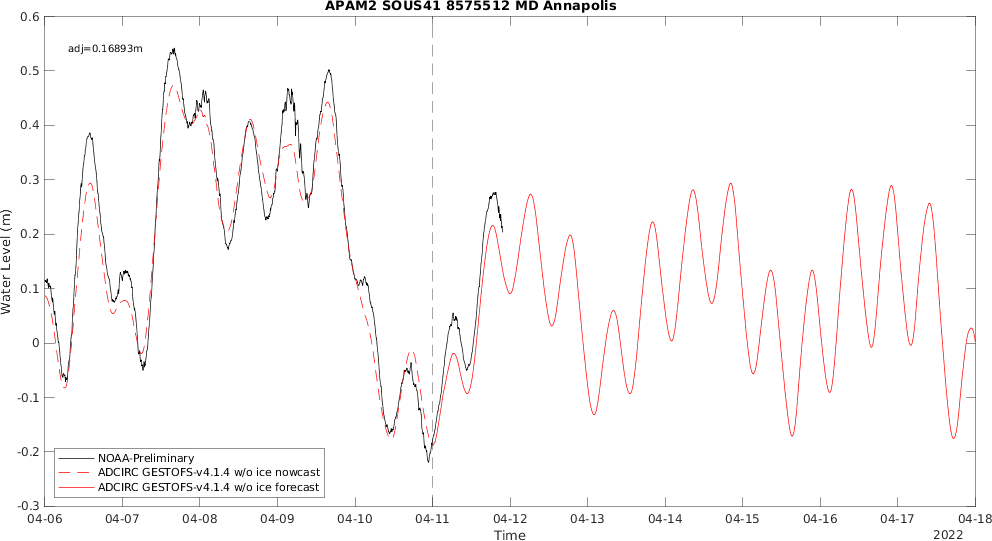 APAM2 SOUS41 8575512 MD Annapolis
adj=0.16893m
Water Level (m)
0.6
0.5
0.4
0.3
0.2
0.1
0
-0.1
-0.2
-0.3
NOAA-Preliminary
ADCIRC GESTOFS-v4.1.4 w/o ice nowcast
ADCIRC GESTOFS-v4.1.4 w/o ice forecast
04-06 04-07 04-08 04-09 04-10 04-11 04-12 04-13 04-14 04-15 04-16 04-17 04-18
Time
2022